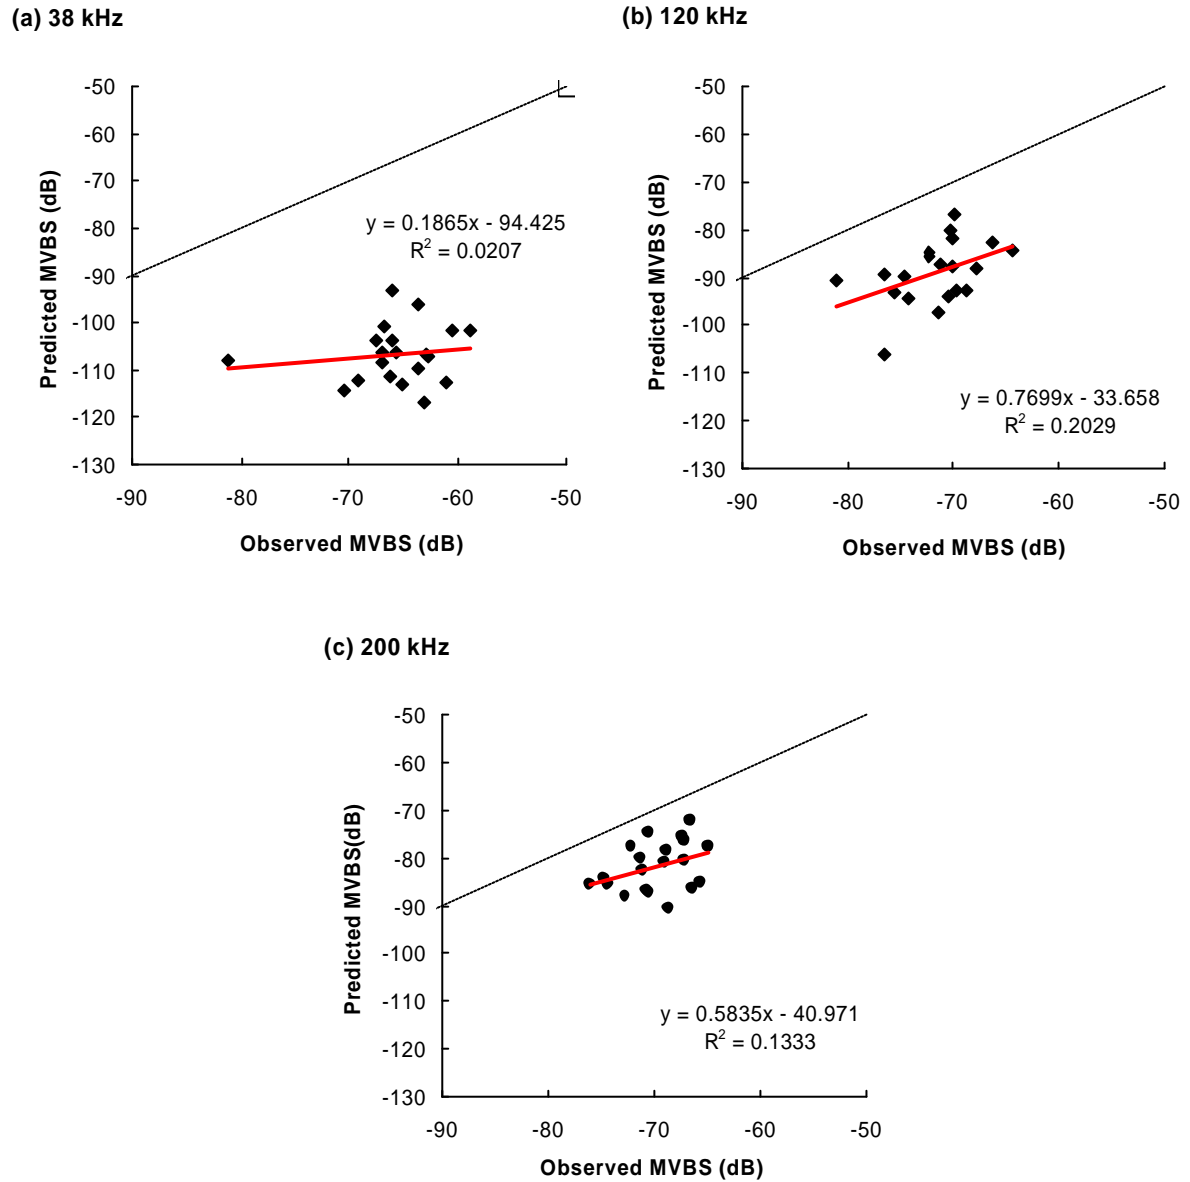 (a) 38 kHz
-50
-60
-70
-80
-90
-100
-110
-120
-130
Predicted MVBS (dB)
y = 0.1865x - 94.425
R² = 0.0207
-90 -80 -70 -60 -50
Observed MVBS (dB)
(b) 120 kHz
-50
-60
-70
-80
-90
-100
-110
-120
-130
Predicted MVBS (dB)
y = 0.7699x - 33.658
R² = 0.2029
-90 -80 -70 -60 -50
Observed MVBS (dB)
(c) 200 kHz
-50
-60
-70
-80
-90
-100
-110
-120
-130
Predicted MVBS(dB)
y = 0.5835x - 40.971
R² = 0.1333
-90 -80 -70 -60 -50
Observed MVBS (dB)